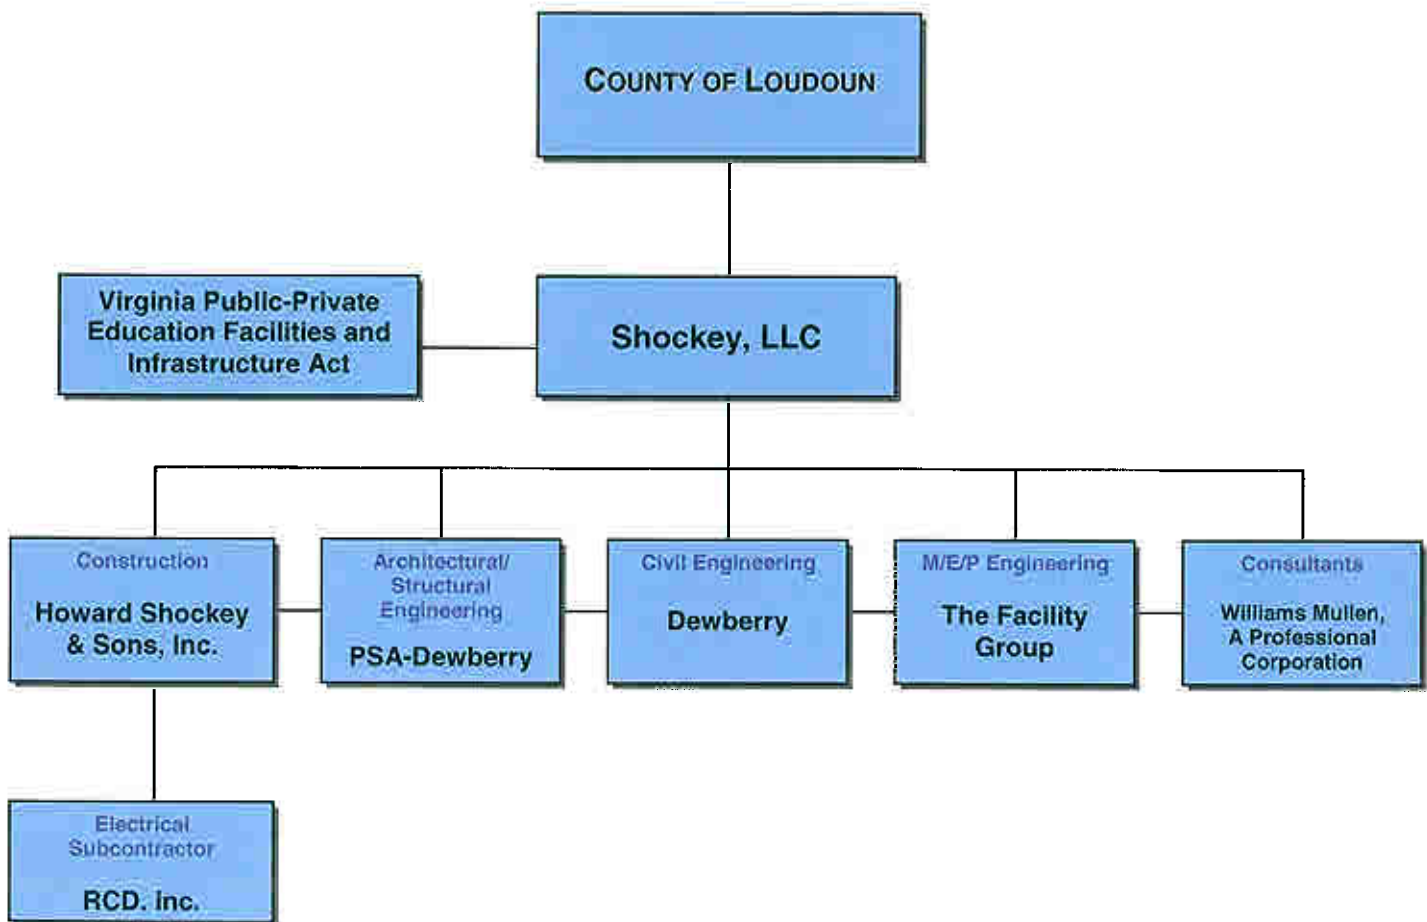 COUNTY OF LOUDOUN
Virginia Public-Private
Education Facilities and
Infrastructure Act
Shockey, LLC
Construction
Howard Shockey
& Sons, Inc.
Architectural/
Structural
Engineering
PSA-Dewberry
Civil Engineering
Dewberry
M/E/P Engineering
The Facility
Group
Consultants
Williams Mullen,
A Professional
Corporation
Electrical
Subcontractor
RCD. Inc.